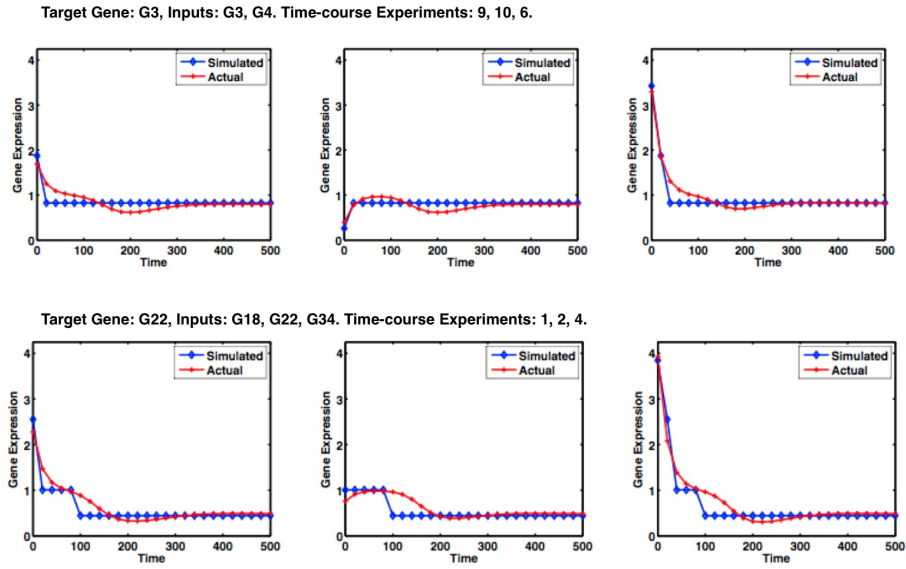 Target Gene: G3, Inputs: G3, G4. Time-course Experiments: 9, 10, 6.
4
3
2
1
0
Gene Expression
Simulated
Actual
0 100 200 300 400 500
Time
4
3
2
1
0
Gene Expression
Simulated
Actual
0 100 200 300 400 500
Time
4
3
2
1
0
Gene Expression
Simulated
Actual
0 100 200 300 400 500
Time
Target Gene: G22, Inputs: G18, G22, G34. Time-course Experiments: 1, 2, 4.
4
3
2
1
0
Gene Expression
Simulated
Actual
0 100 200 300 400 500
Time
4
3
2
1
0
Gene Expression
Simulated
Actual
0 100 200 300 400 500
Time
4
3
2
1
0
Gene Expression
Simulated
Actual
0 100 200 300 400 500
Time